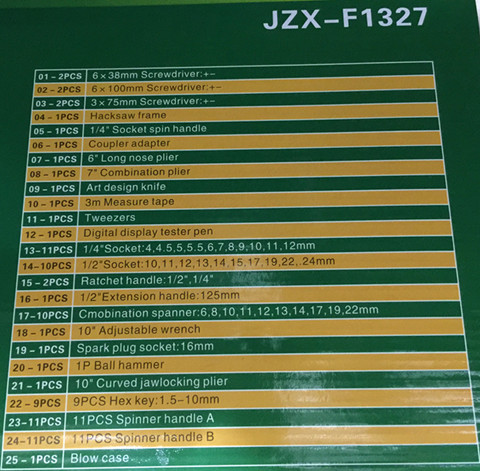 JZX-F1327
01-2PCS 6×38mm Screwdriver:+-
02-2PCS 6×100mm Screwdriver:+-
03-2PCS 3×75mm Screwdriver:+-
04-1PCS Hacksaw frame
05-1PCS 1/4" Socket spin handle
06-1PCS Coupler adapter
07-1PCS 6" Long nose plier
08-1PCS 7" Combination plier
09-1PCS Art design knife
10-1PCS 3m Measure tape
11-1PCS Tweezers
12-1PCS Digital display tester pen
13-11PCS 1/4"Socket:4,4.5,5,5.5,6,7,8,9,10,11,12mm
14-10PCS 1/2"Socket:10,11,12,13,14,15,17,19,22,.24mm
15-2PCS Ratchet handle:1/2",1/4"
16-1PCS 1/2"Extension handle:125mm
17-10PCS Cmobination spanner:6,8,10,11,12,13,14,17,19,22mm
18-1PCS 10" Adjustable wrench
19-1PCS Spark plug socket:16mm
20-1PCS 1P Ball hammer
21-1PCS 10" Curved jawlocking plier
22-9PCS 9PCS Hex key:1.5-10mm
23-11PCS 11PCS Spinner handle A
24-11PCS 11PCS Spinner handle B
25-1PCS Blow case